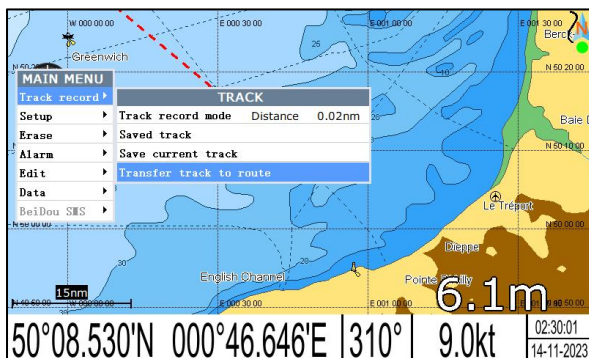 W 000 00 00
E 000 30 00
E 001 00 00
E 001 30 00
Berck
25
Greenwich
N 50 20 00
10
MAIN MENU
Track record
Setup
Erase
Alarm
Edit
Data
BeiDou SMS
TRACK
Track record mode Distance 0.02nm
Saved track
Save current track
Transfer track to route
Baie
N 50 10 00
Le Tréport
N 50 00 00
Dieppe
30
20
English Channel
15nm
6.1m
E 000 30 00
E 001 00 00
50°08.530'N 000°46.646'E 310° 9.0kt
02:30:01
14-11-2023